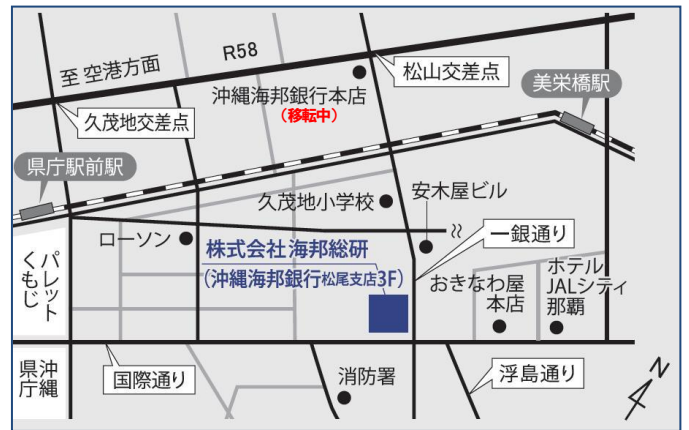 R58
至 空港方面
松山交差点
美栄橋駅
沖縄海邦銀行本店
（移転中）
久茂地交差点
県庁駅前駅
久茂地小学校
安木屋ビル
ローソン
一銀通り
株式会社海邦総研
（沖縄海邦銀行松尾支店3F）
パレット
くもじ
おきなわ屋
本店
ホテル
JALシティ
那覇
沖縄
県庁
国際通り
消防署
浮島通り
N